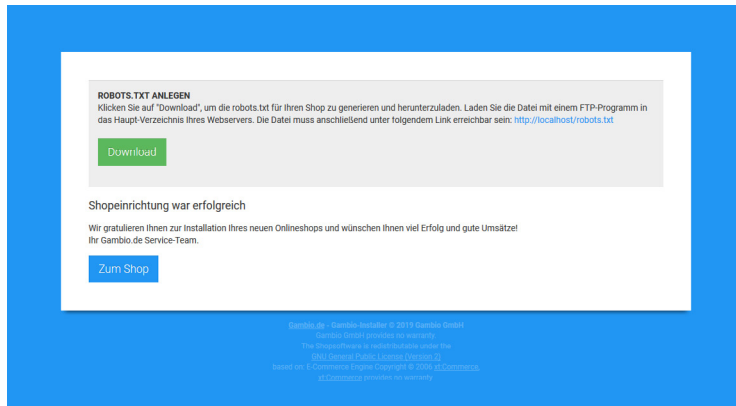 ROBOTS.TXT ANLEGEN
Klicken Sie auf "Download", um die robots.txt für Ihren Shop zu generieren und herunterzuladen. Laden Sie die Datei mit einem FTP-Programm in
das Haupt-Verzeichnis Ihres Webservers. Die Datei muss anschließend unter folgendem Link erreichbar sein: http://localhost/robots.txt
Download
Shopeinrichtung war erfolgreich
Wir gratulieren Ihnen zur Installation Ihres neuen Onlineshops und wünschen Ihnen viel Erfolg und gute Umsätze!
Ihr Gambio.de Service-Team.
Zum Shop
Gambio.de - Gambio-Installer © 2019 Gambio GmbH
Gambio GmbH provides no warranty.
The Shopsoftware is redistributable under the
GNU General Public License (Version 2)
based on: E-Commerce Engine Copyright © 2006 xt:Commerce,
xt:Commerce provides no warranty.